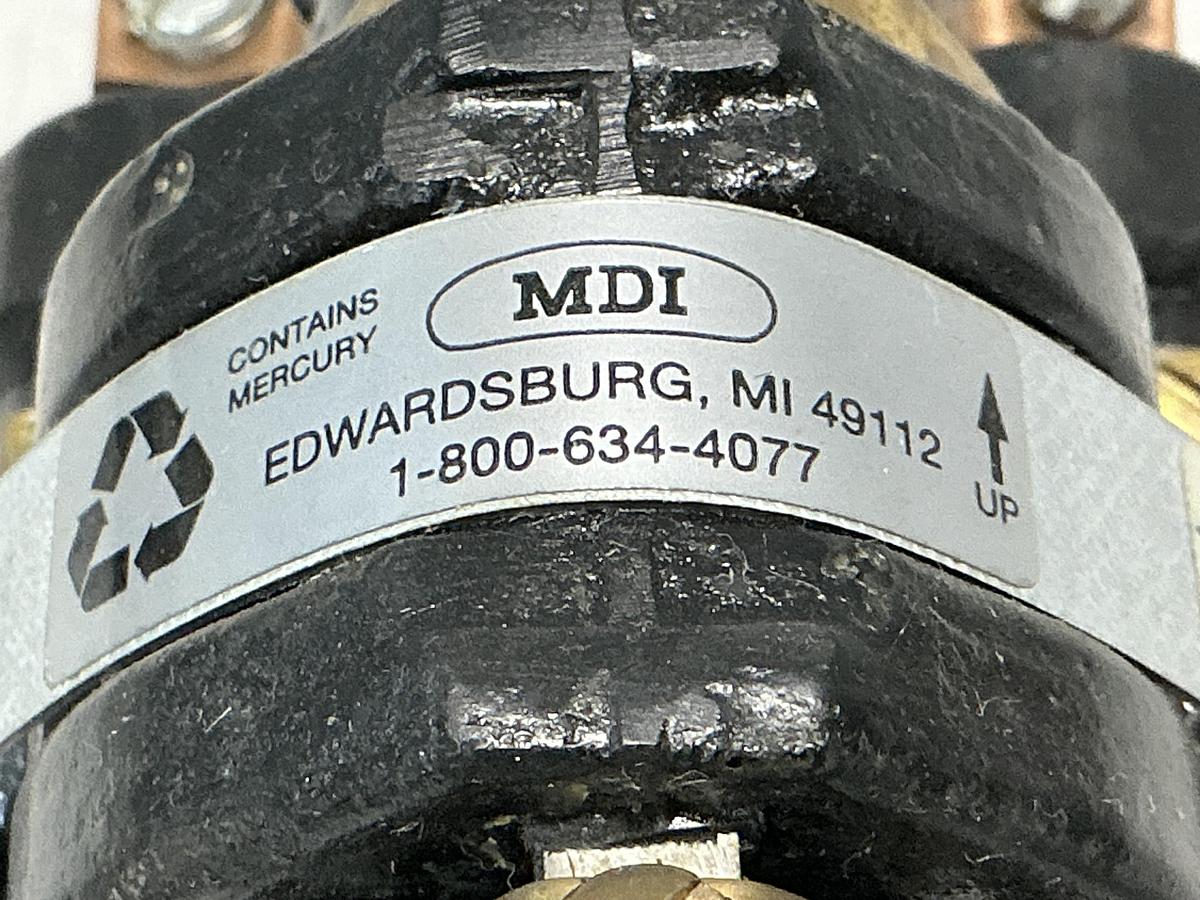 CONTAINS
MERCURY
MDI
EDWARDSBURG, MI 49112
1-800-634-4077
UP